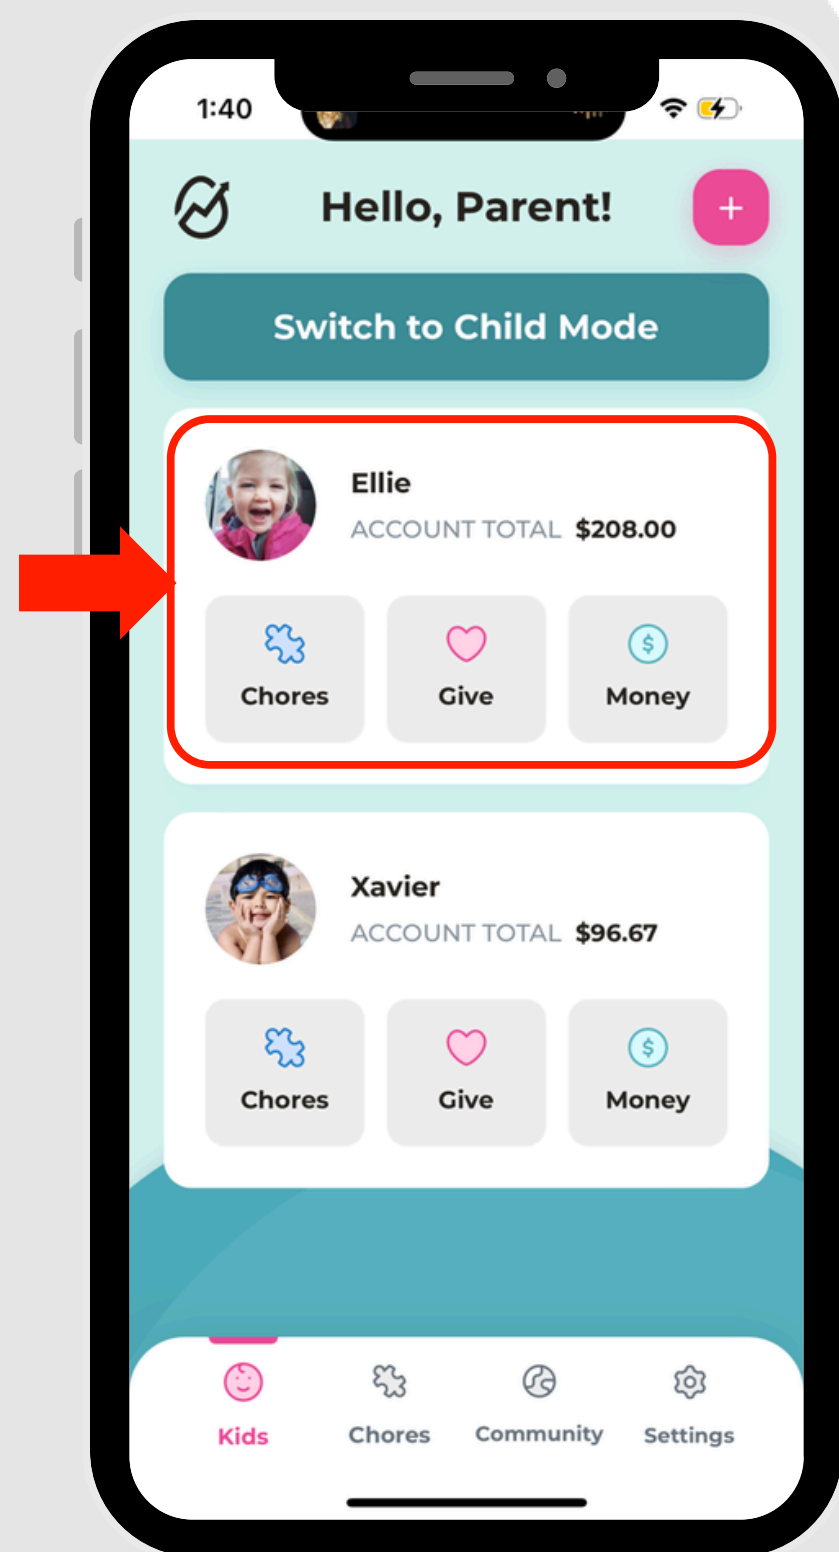 1:40
Hello, Parent!
+
Switch to Child Mode
Ellie
ACCOUNT TOTAL $208.00
$
Chores Give Money
Xavier
ACCOUNT TOTAL $96.67
$
Chores Give Money
Kids Chores Community Settings